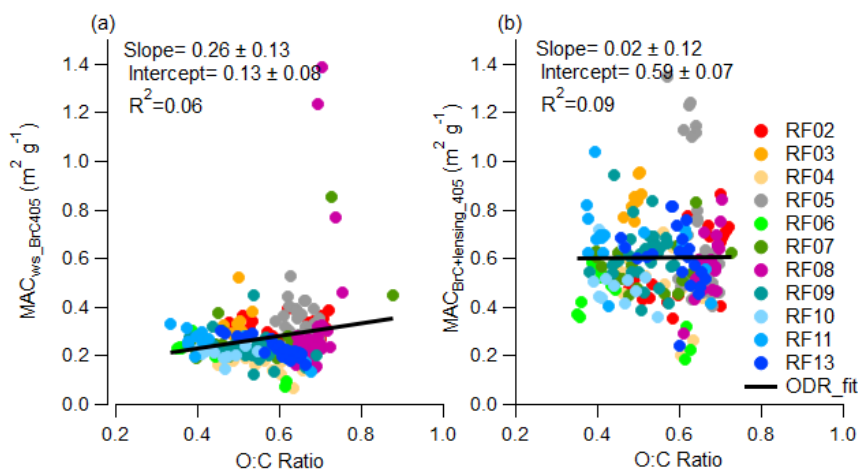 (a)
Slope= 0.26 ± 0.13
Intercept= 0.13 ± 0.08
R²=0.06
MAC_ws_BrC405 (m² g⁻¹)
1.4
1.2
1.0
0.8
0.6
0.4
0.2
0.0
0.2 0.4 0.6 0.8 1.0
O:C Ratio
(b)
Slope= 0.02 ± 0.12
Intercept= 0.59 ± 0.07
R²=0.09
MAC_BrC+lensing_405 (m² g⁻¹)
1.4
1.2
1.0
0.8
0.6
0.4
0.2
0.0
0.2 0.4 0.6 0.8 1.0
O:C Ratio
RF02
RF03
RF04
RF05
RF06
RF07
RF08
RF09
RF10
RF11
RF13
ODR_fit